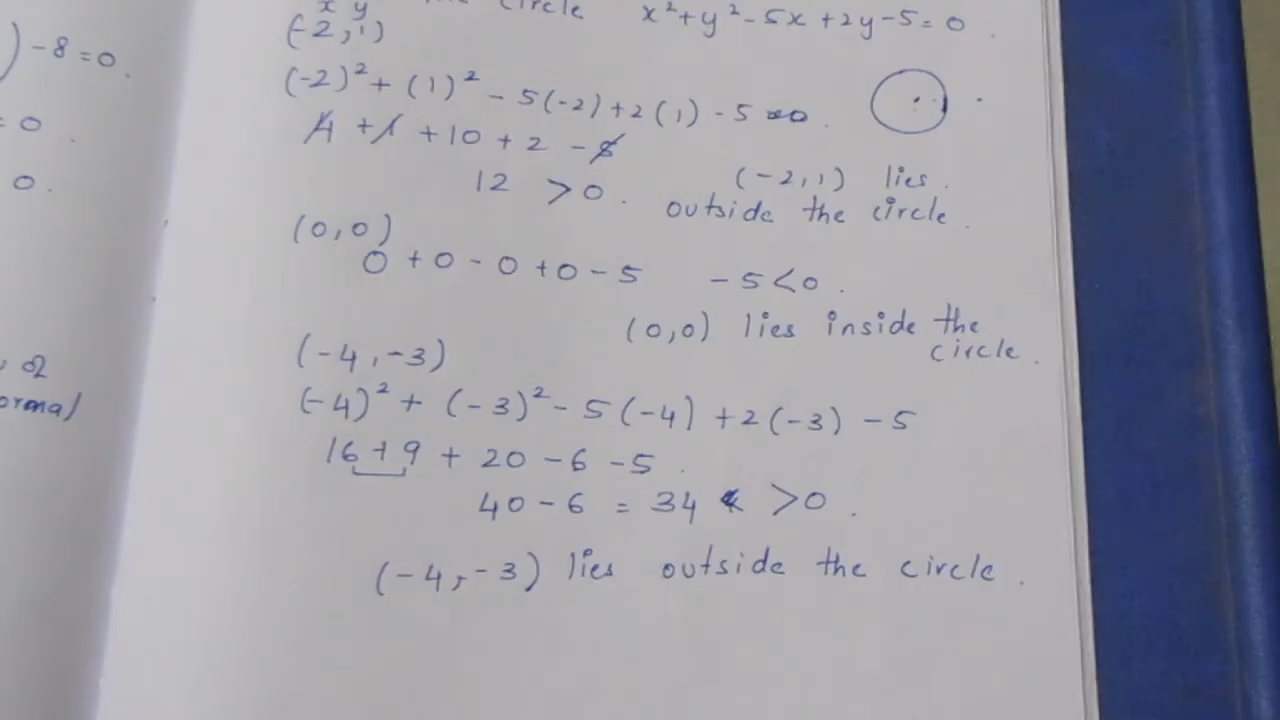 ) - 8 = 0.
= 0
0.
of
ormal
x y
circle x² + y² - 5x + 2y - 5 = 0.
(-2, 1)
(-2)² + (1)² - 5(-2) + 2(1) - 5
4 + 1 + 10 + 2 - 5
12 > 0. (-2, 1) lies.
outside the circle.
(0, 0)
0 + 0 - 0 + 0 - 5 - 5 < 0.
(0, 0) lies inside the
circle.
(-4, -3)
(-4)² + (-3)² - 5(-4) + 2(-3) - 5
16 + 9 + 20 - 6 - 5.
40 - 6 = 34 > 0.
(-4, -3) lies outside the circle.